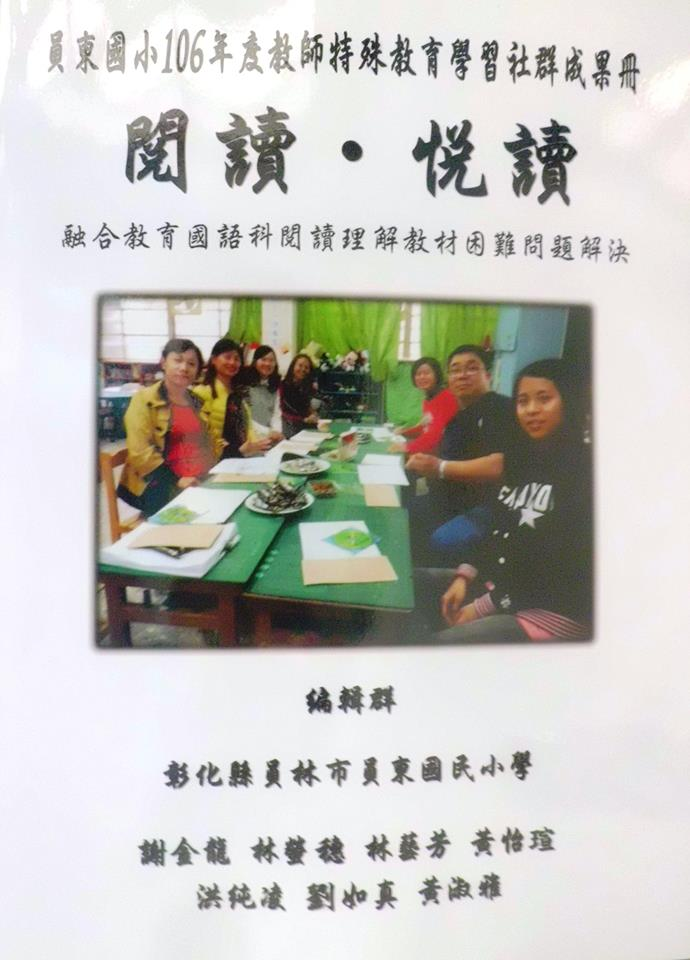 員東國小106年度教師特殊教育學習社群成果冊
閱讀・悅讀
融合教育國語科閱讀理解教材困難問題解決
編輯群
彰化縣員林市員東國民小學
謝金龍 林螢穗 林藝芳 黃怡瑄
洪純凌 劉如真 黃淑雅